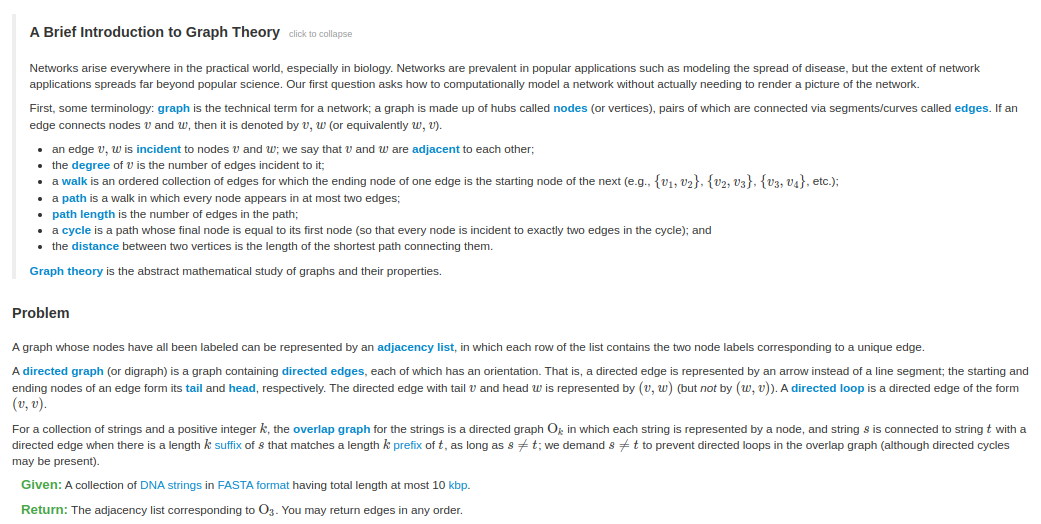 A Brief Introduction to Graph Theory click to collapse
Networks arise everywhere in the practical world, especially in biology. Networks are prevalent in popular applications such as modeling the spread of disease, but the extent of network
applications spreads far beyond popular science. Our first question asks how to computationally model a network without actually needing to render a picture of the network.
First, some terminology: graph is the technical term for a network; a graph is made up of hubs called nodes (or vertices), pairs of which are connected via segments/curves called edges. If an
edge connects nodes v and w, then it is denoted by v, w (or equivalently w, v).
• an edge v, w is incident to nodes v and w; we say that v and w are adjacent to each other;
• the degree of v is the number of edges incident to it;
• a walk is an ordered collection of edges for which the ending node of one edge is the starting node of the next (e.g., {v₁, v₂}, {v₂, v₃}, {v₃, v₄}, etc.);
• a path is a walk in which every node appears in at most two edges;
• path length is the number of edges in the path;
• a cycle is a path whose final node is equal to its first node (so that every node is incident to exactly two edges in the cycle); and
• the distance between two vertices is the length of the shortest path connecting them.
Graph theory is the abstract mathematical study of graphs and their properties.
Problem
A graph whose nodes have all been labeled can be represented by an adjacency list, in which each row of the list contains the two node labels corresponding to a unique edge.
A directed graph (or digraph) is a graph containing directed edges, each of which has an orientation. That is, a directed edge is represented by an arrow instead of a line segment; the starting and
ending nodes of an edge form its tail and head, respectively. The directed edge with tail v and head w is represented by (v, w) (but not by (w, v)). A directed loop is a directed edge of the form
(v, v).
For a collection of strings and a positive integer k, the overlap graph for the strings is a directed graph Oₖ in which each string is represented by a node, and string s is connected to string t with a
directed edge when there is a length k suffix of s that matches a length k prefix of t, as long as s ≠ t; we demand s ≠ t to prevent directed loops in the overlap graph (although directed cycles
may be present).
Given: A collection of DNA strings in FASTA format having total length at most 10 kbp.
Return: The adjacency list corresponding to O₃. You may return edges in any order.